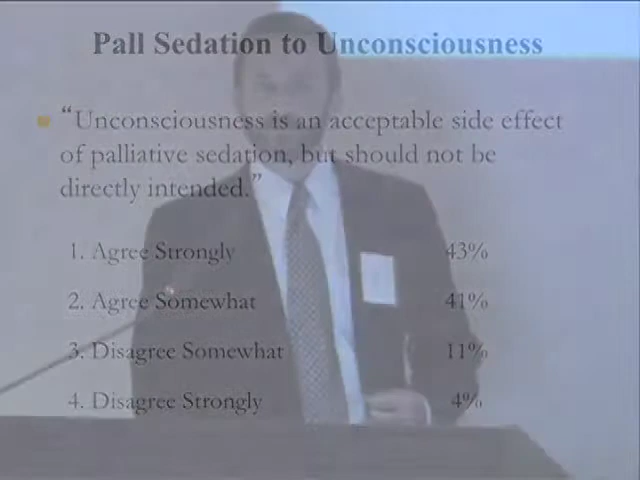 Pall Sedation to Unconsciousness
“Unconsciousness is an acceptable side effect
of palliative sedation, but should not be
directly intended.”
1. Agree Strongly 43%
2. Agree Somewhat 41%
3. Disagree Somewhat 11%
4. Disagree Strongly 4%